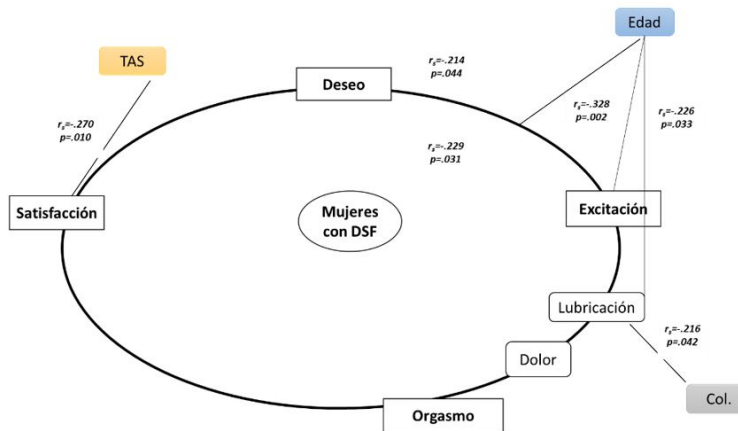 Edad
TAS
Deseo
rs=-.214
p=.044
rs=-.328
p=.002
rs=-.226
p=.033
rs=-.270
p=.010
rs=-.229
p=.031
Satisfacción
Mujeres
con DSF
Excitación
Lubricación
rs=-.216
p=.042
Dolor
Col.
Orgasmo